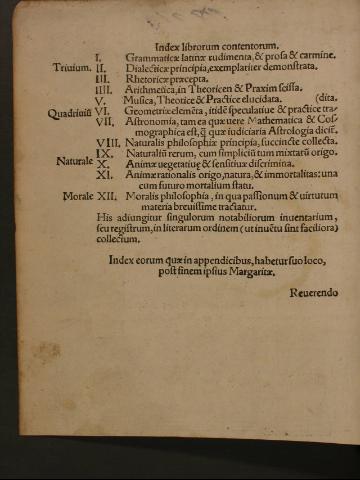 Index librorum contentorum.
I. Grammaticæ latinæ rudimenta, & prosa & carmine.
Triuium. II. Dialecticæ principia, exemplariter demonstrata.
III. Rhetoricæ præcepta.
IIII. Arithmetica, in Theoricen & Praxim scissa.
V. Musica, Theorice & Practice elucidata. (dita.
Quadriuiū VI. Geometriæ elemēta, itidē speculatiue & practice tra-
VII. Astronomia, tam ea quæ uere Mathematica & Cos
mographica est, q̃ quæ iudiciaria Astrologia dicit̃.
VIII. Naturalis philosophiæ principia, succincte collecta.
IX. Naturaliū rerum, cum simpliciū tum mixtarū origo.
Naturale X. Animæ uegetatiuę & sensitiuæ discrimina.
XI. Animæ rationalis origo, natura, & immortalitas: una
cum futuro mortalium statu.
Morale XII. Moralis philosophia, in qua passionum & uirtutum
materia breuissime tractatur.
His adiungitur singulorum notabiliorum inuentarium,
seu registrum, in literarum ordinem (ut inuētu sint faciliora)
collectum.
Index eorum quæ in appendicibus, habetur suo loco,
post finem ipsius Margaritæ.
Reuerendo